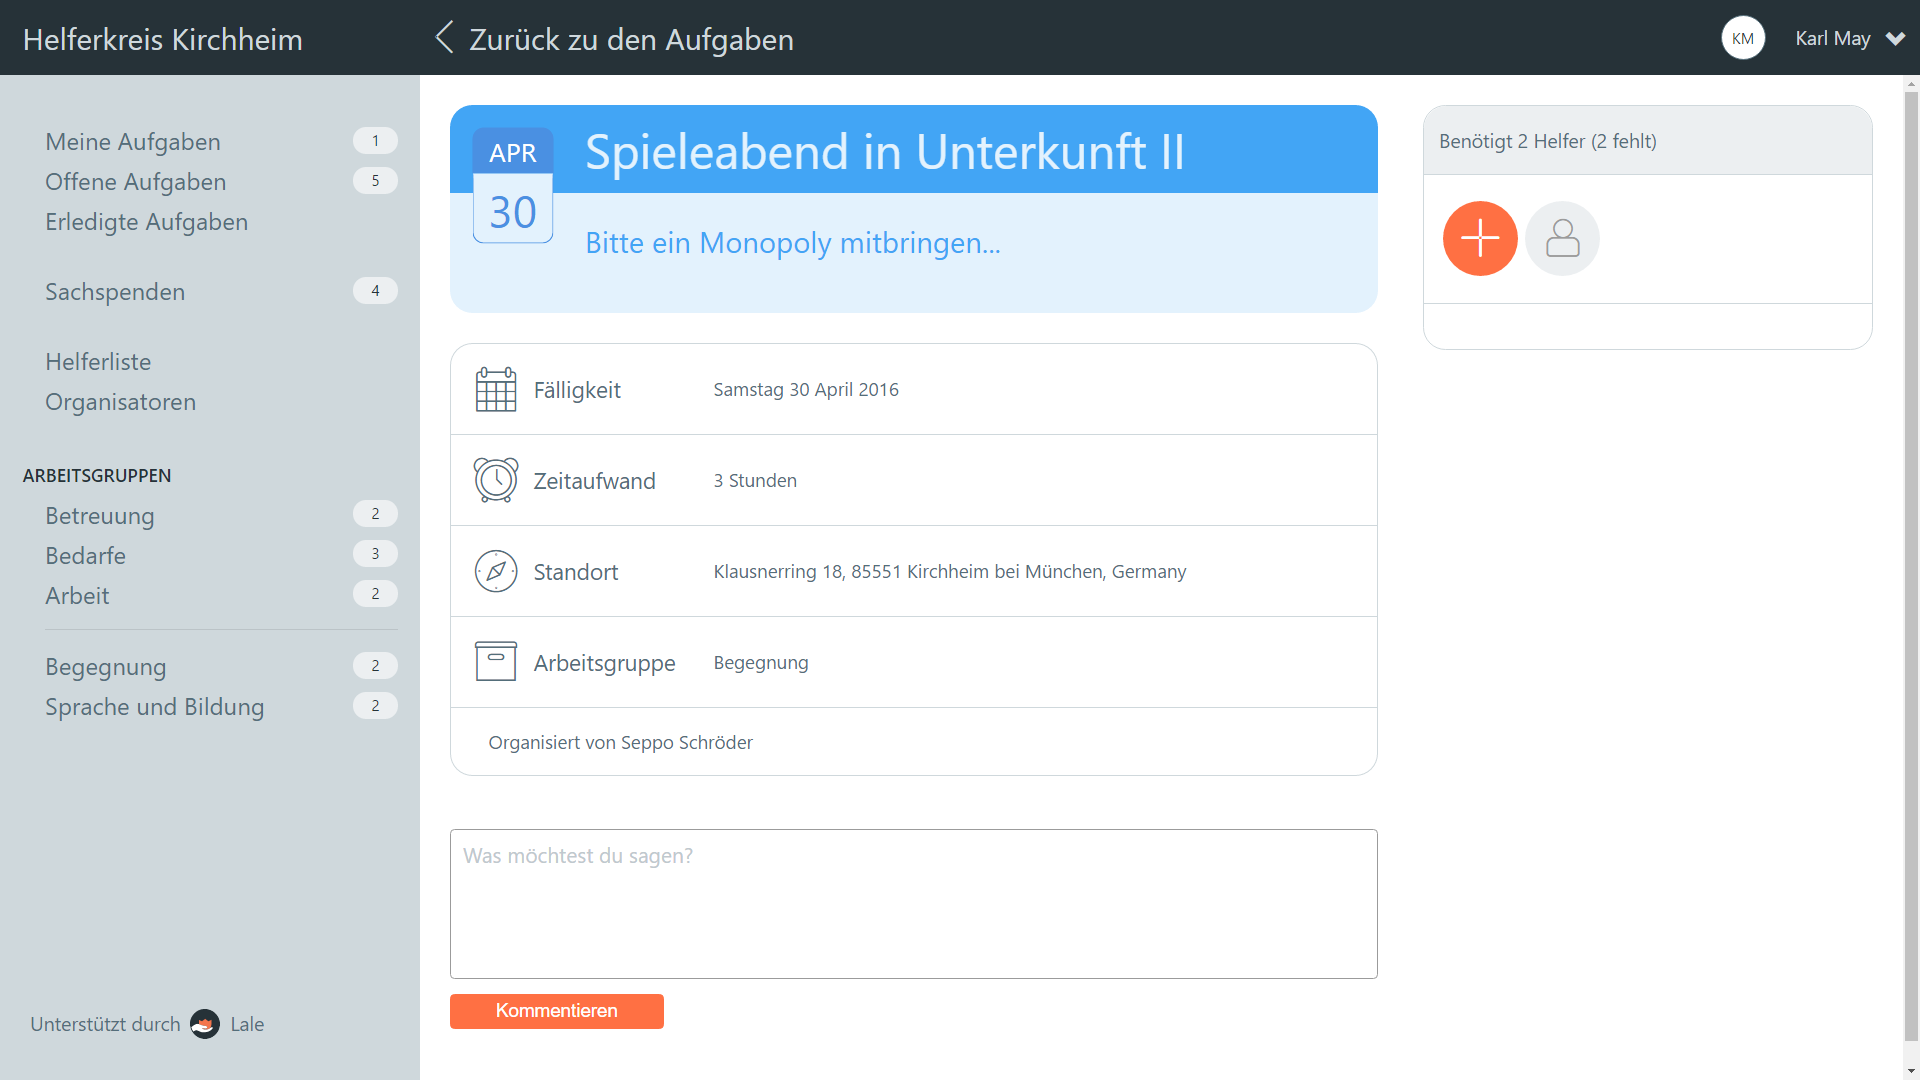 Helferkreis Kirchheim
Zurück zu den Aufgaben
KM
Karl May
Meine Aufgaben 1
Offene Aufgaben 5
Erledigte Aufgaben
Sachspenden 4
Helferliste
Organisatoren
ARBEITSGRUPPEN
Betreuung 2
Bedarfe 3
Arbeit 2
Begegnung 2
Sprache und Bildung 2
Unterstützt durch Lale
APR
30
Spieleabend in Unterkunft II
Bitte ein Monopoly mitbringen...
Fälligkeit Samstag 30 April 2016
Zeitaufwand 3 Stunden
Standort Klausnerring 18, 85551 Kirchheim bei München, Germany
Arbeitsgruppe Begegnung
Organisiert von Seppo Schröder
Was möchtest du sagen?
Kommentieren
Benötigt 2 Helfer (2 fehlt)